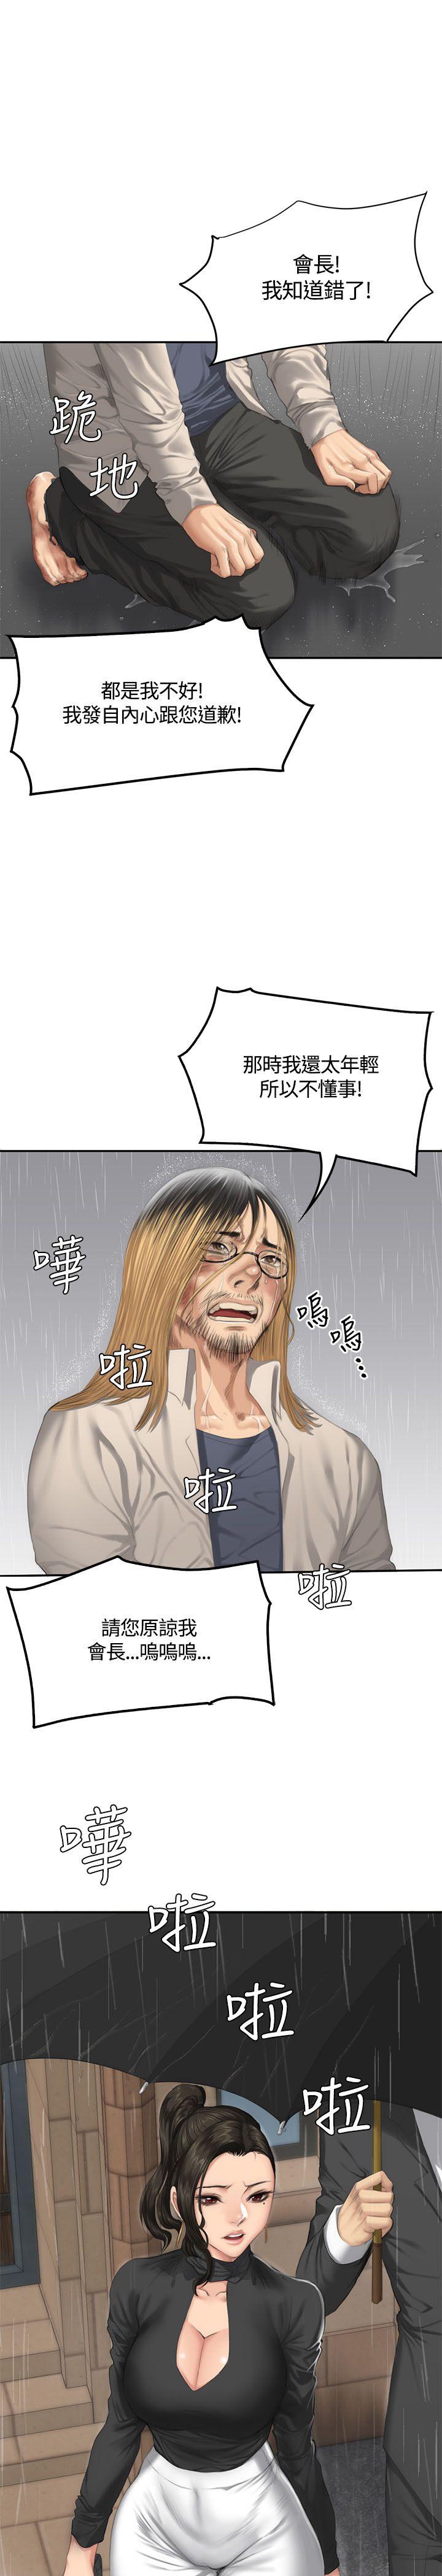 會長!
我知道錯了!
跪
地
都是我不好!
我發自內心跟您道歉!
那時我還太年輕
所以不懂事!
嘩
啦
啦
啦
嗚
嗚…
請您原諒我
會長...嗚嗚嗚...
嘩
啦
啦
啦